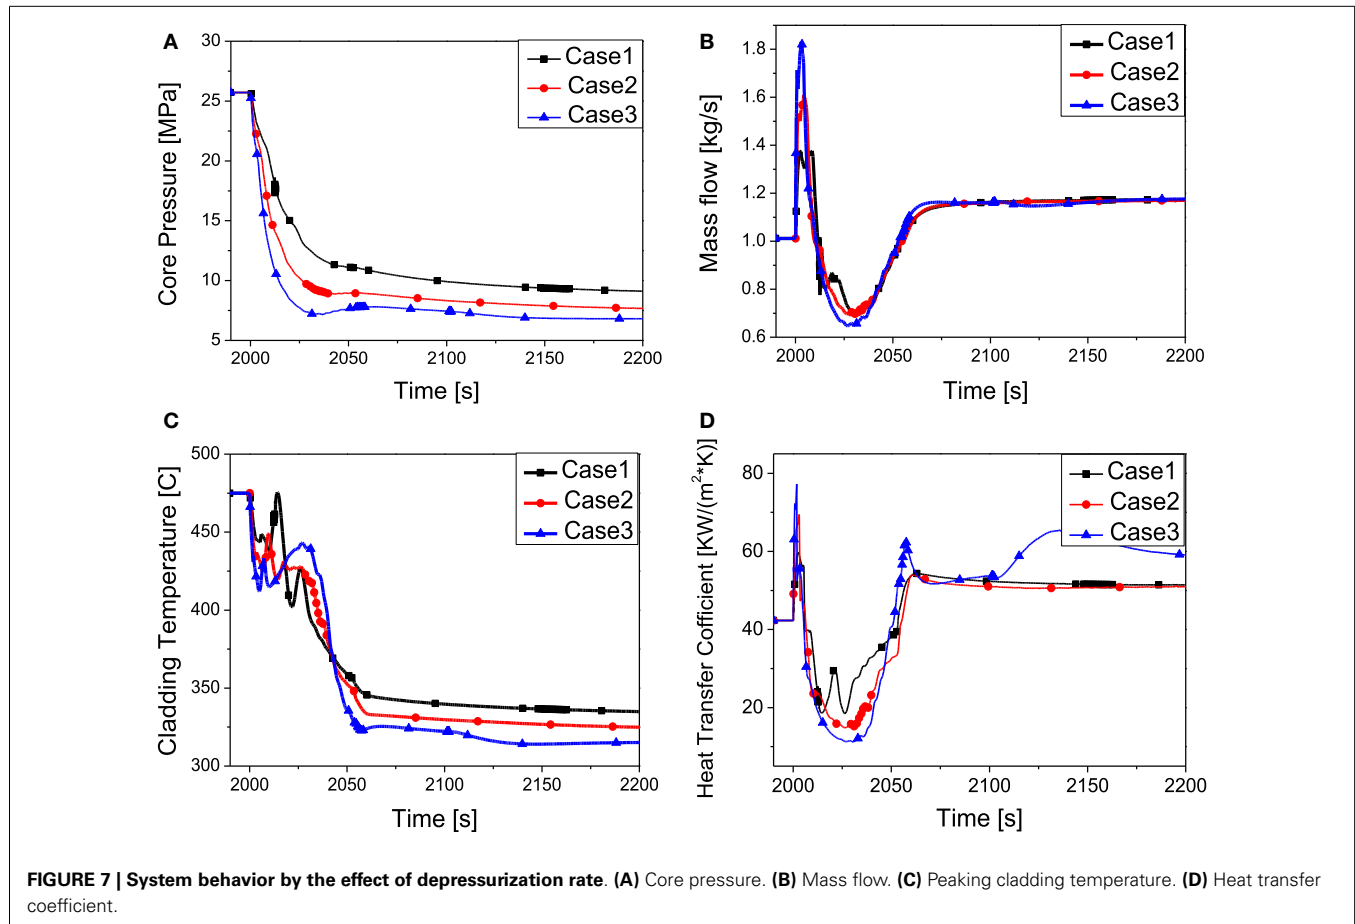 A
30
25
20
15
10
5
Core Pressure [MPa]
Case1
Case2
Case3
2000 2050 2100 2150 2200
Time [s]
B
1.8
1.6
1.4
1.2
1.0
0.8
0.6
Mass flow [kg/s]
Case1
Case2
Case3
2000 2050 2100 2150 2200
Time [s]
C
500
450
400
350
300
Cladding Temperature [C]
Case1
Case2
Case3
2000 2050 2100 2150 2200
Time [s]
D
80
60
40
20
Heat Transfer Cofficient [KW/(m²*K)]
Case1
Case2
Case3
2000 2050 2100 2150 2200
Time [s]
FIGURE 7 | System behavior by the effect of depressurization rate. (A) Core pressure. (B) Mass flow. (C) Peaking cladding temperature. (D) Heat transfer
coefficient.